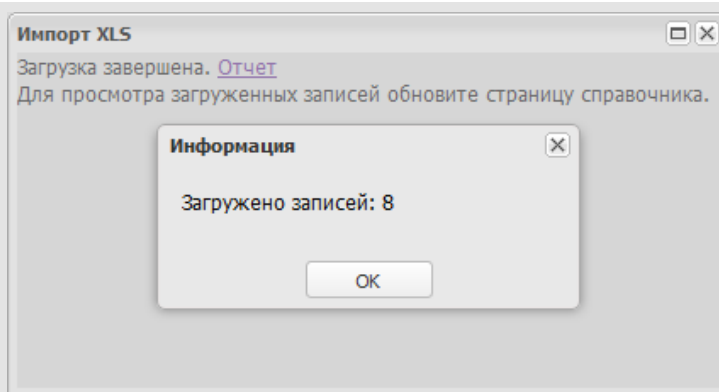 Импорт XLS
Загрузка завершена. Отчет
Для просмотра загруженных записей обновите страницу справочника.
Информация
Загружено записей: 8
OK